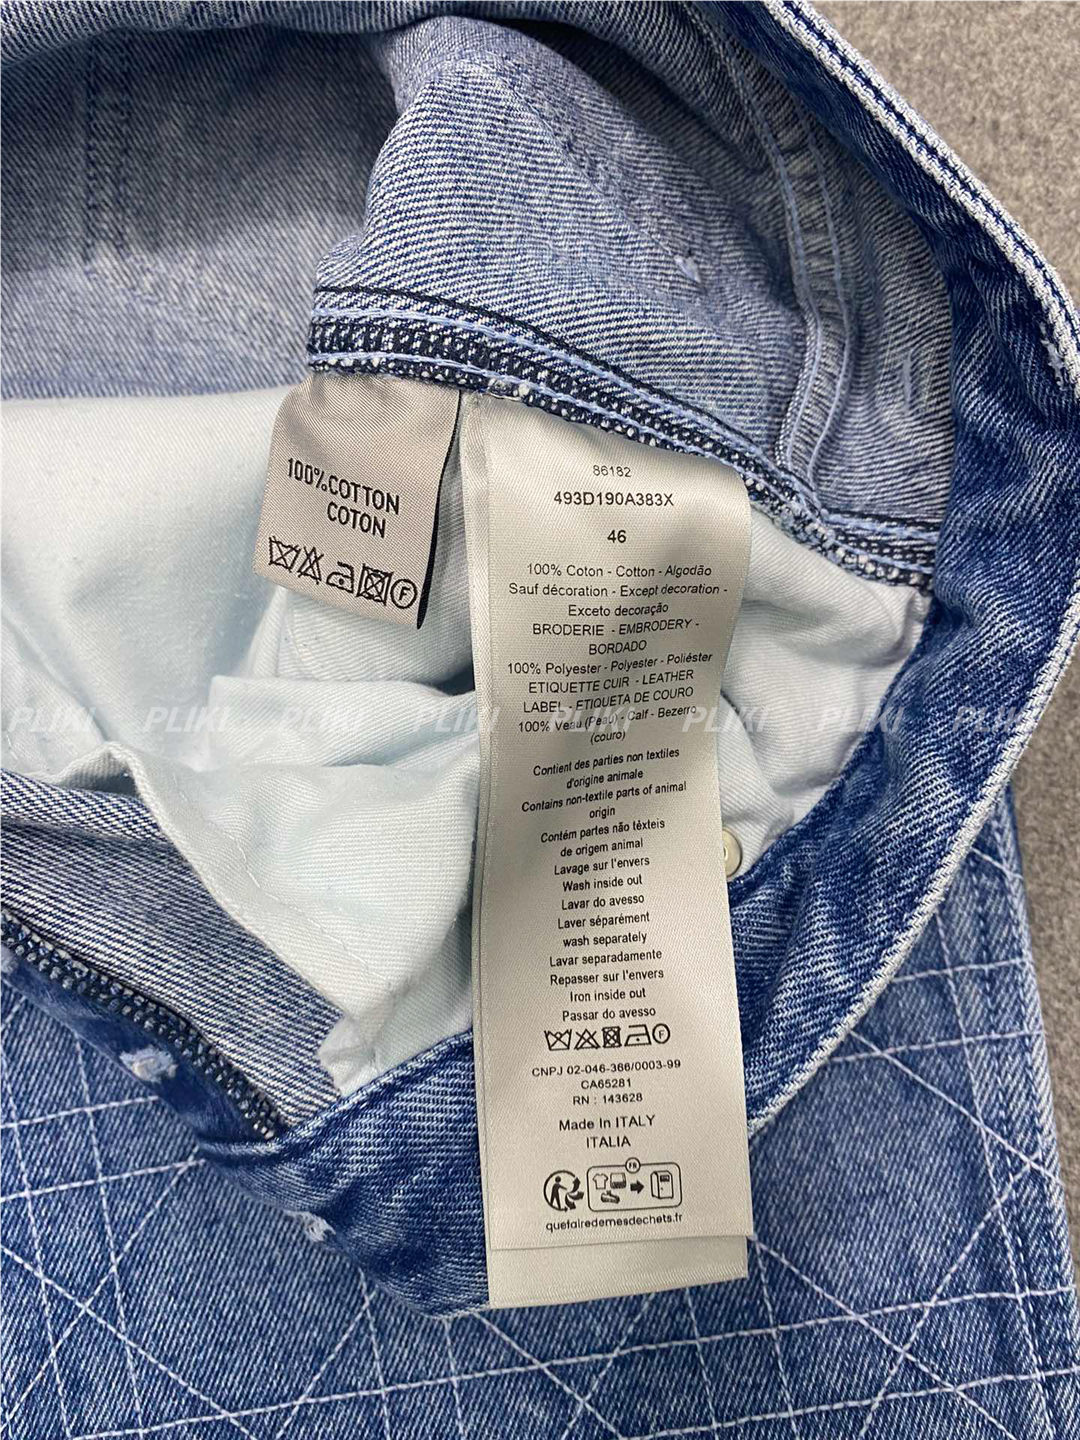 100%COTTON
COTON
F
86182
493D190A383X
46
100% Coton - Cotton - Algodão
Sauf décoration - Except decoration -
Exceto decoração
BRODERIE - EMBRODERY -
BORDADO
100% Polyester - Polyester - Poliéster
ETIQUETTE CUIR - LEATHER
LABEL - ETIQUETA DE COURO
100% Veau (Peau) - Calf - Bezerro
(couro)
PLIKI PLIKI PLIKI PLIKI PLIKI PLIKI PLIKI
Contient des parties non textiles
d'origine animale
Contains non-textile parts of animal
origin
Contém partes não têxteis
de origem animal
Lavage sur l'envers
Wash inside out
Lavar do avesso
Laver séparément
wash separately
Lavar separadamente
Repasser sur l'envers
Iron inside out
Passar do avesso
F
CNPJ 02-046-366/0003-99
CA65281
RN : 143628
Made In ITALY
ITALIA
FR
quefairedemesdechets.fr